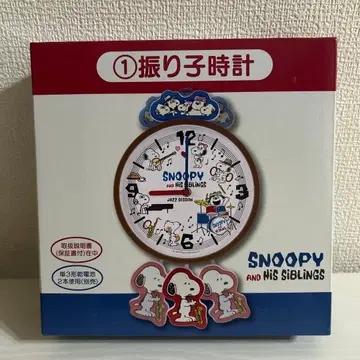 ①振り子時計
12
3
6
9
SNOOPY
AND HIS SIBLINGS
JAZZ SESSION
取扱説明書
(保証書付)在中
単3形乾電池
2本使用(別売)
SNOOPY
AND HIS SIBLINGS